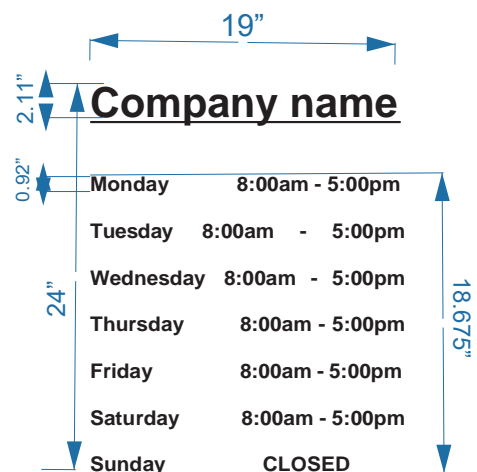 19”
2.11”
Company name
0.92”
Monday 8:00am - 5:00pm
Tuesday 8:00am - 5:00pm
Wednesday 8:00am - 5:00pm
24”
18.675”
Thursday 8:00am - 5:00pm
Friday 8:00am - 5:00pm
Saturday 8:00am - 5:00pm
Sunday CLOSED